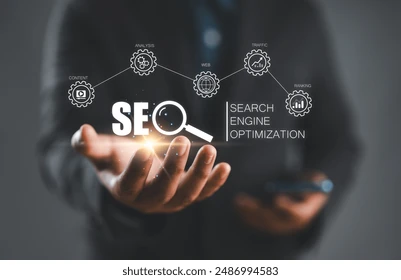 ANALYSIS
TRAFFIC
CONTENT
WEB
RANKING
SEO
SEARCH
ENGINE
OPTIMIZATION
shutterstock.com · 2486994583